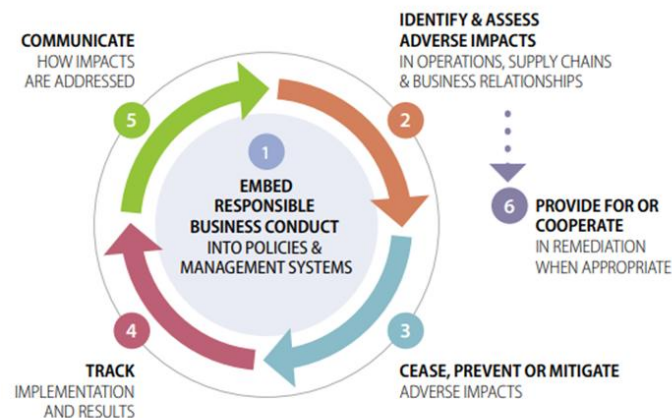 COMMUNICATE
HOW IMPACTS
ARE ADDRESSED
5
IDENTIFY & ASSESS
ADVERSE IMPACTS
IN OPERATIONS, SUPPLY CHAINS
& BUSINESS RELATIONSHIPS
2
1
EMBED
RESPONSIBLE
BUSINESS CONDUCT
INTO POLICIES &
MANAGEMENT SYSTEMS
6
PROVIDE FOR OR
COOPERATE
IN REMEDIATION
WHEN APPROPRIATE
4
TRACK
IMPLEMENTATION
AND RESULTS
3
CEASE, PREVENT OR MITIGATE
ADVERSE IMPACTS